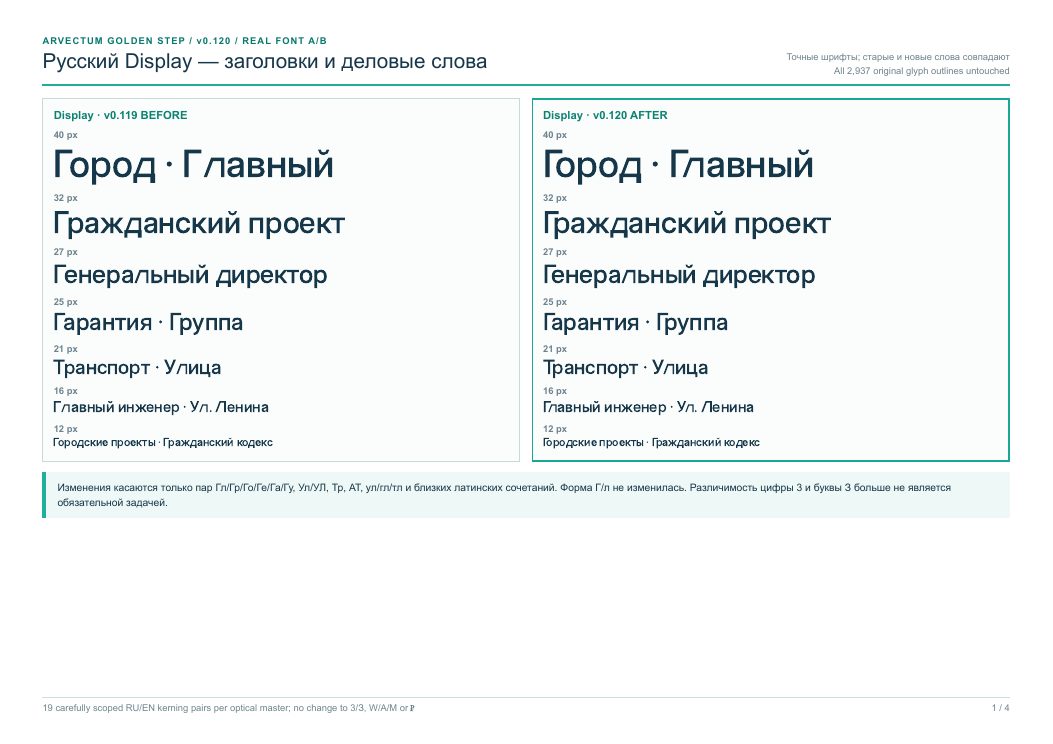 ARVECTUM GOLDEN STEP / v0.120 / REAL FONT A/B
Русский Display — заголовки и деловые слова
Точные шрифты; старые и новые слова совпадают
All 2,937 original glyph outlines untouched
Display · v0.119 BEFORE
40 px
Город · Главный
32 px
Гражданский проект
27 px
Генеральный директор
25 px
Гарантия · Группа
21 px
Транспорт · Улица
16 px
Главный инженер · Ул. Ленина
12 px
Городские проекты · Гражданский кодекс
Display · v0.120 AFTER
40 px
Город · Главный
32 px
Гражданский проект
27 px
Генеральный директор
25 px
Гарантия · Группа
21 px
Транспорт · Улица
16 px
Главный инженер · Ул. Ленина
12 px
Городские проекты · Гражданский кодекс
Изменения касаются только пар Гл/Гр/Го/Ге/Га/Гу, Ул/УЛ, Тр, АТ, ул/гл/тл и близких латинских сочетаний. Форма Г/л не изменилась. Различимость цифры 3 и буквы З больше не является
обязательной задачей.
19 carefully scoped RU/EN kerning pairs per optical master; no change to 3/З, W/A/M or ₽
1 / 4